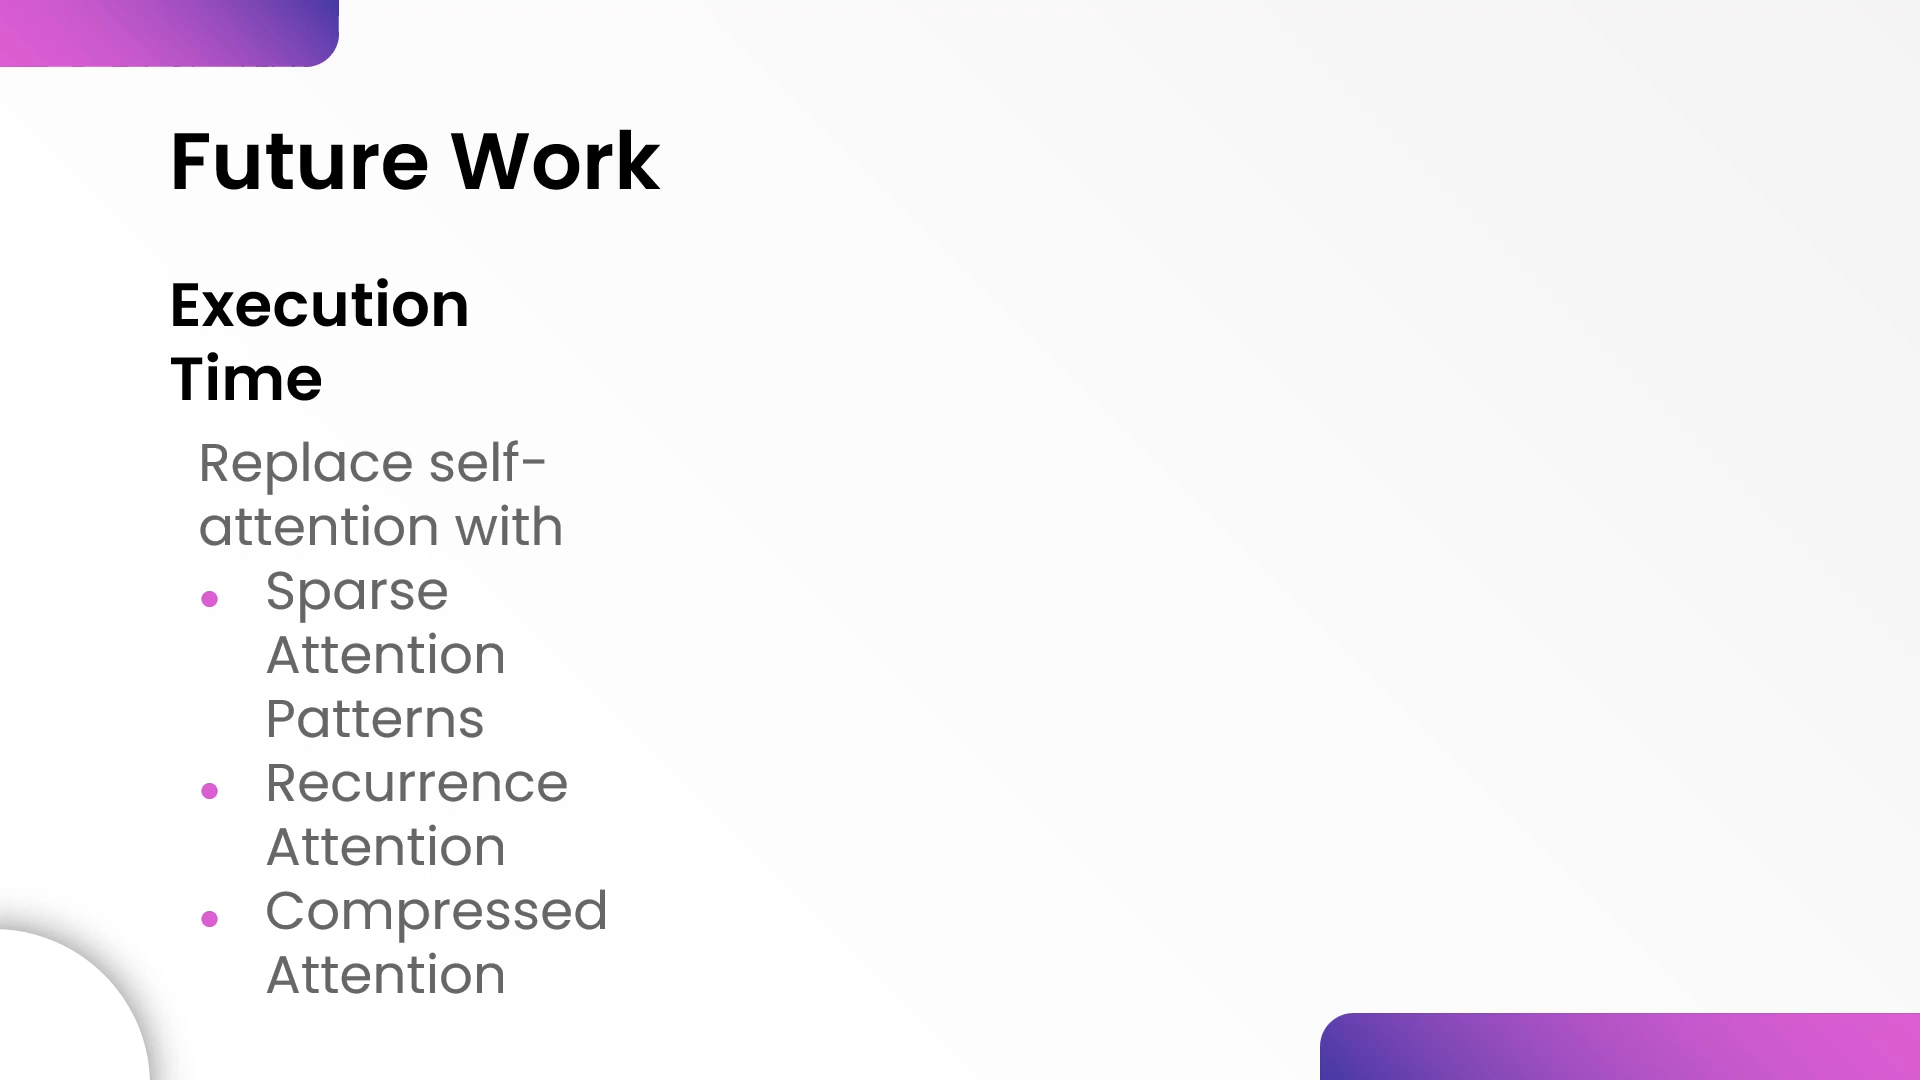 Future Work
Execution
Time
Replace self-
attention with
Sparse
Attention
Patterns
Recurrence
Attention
Compressed
Attention